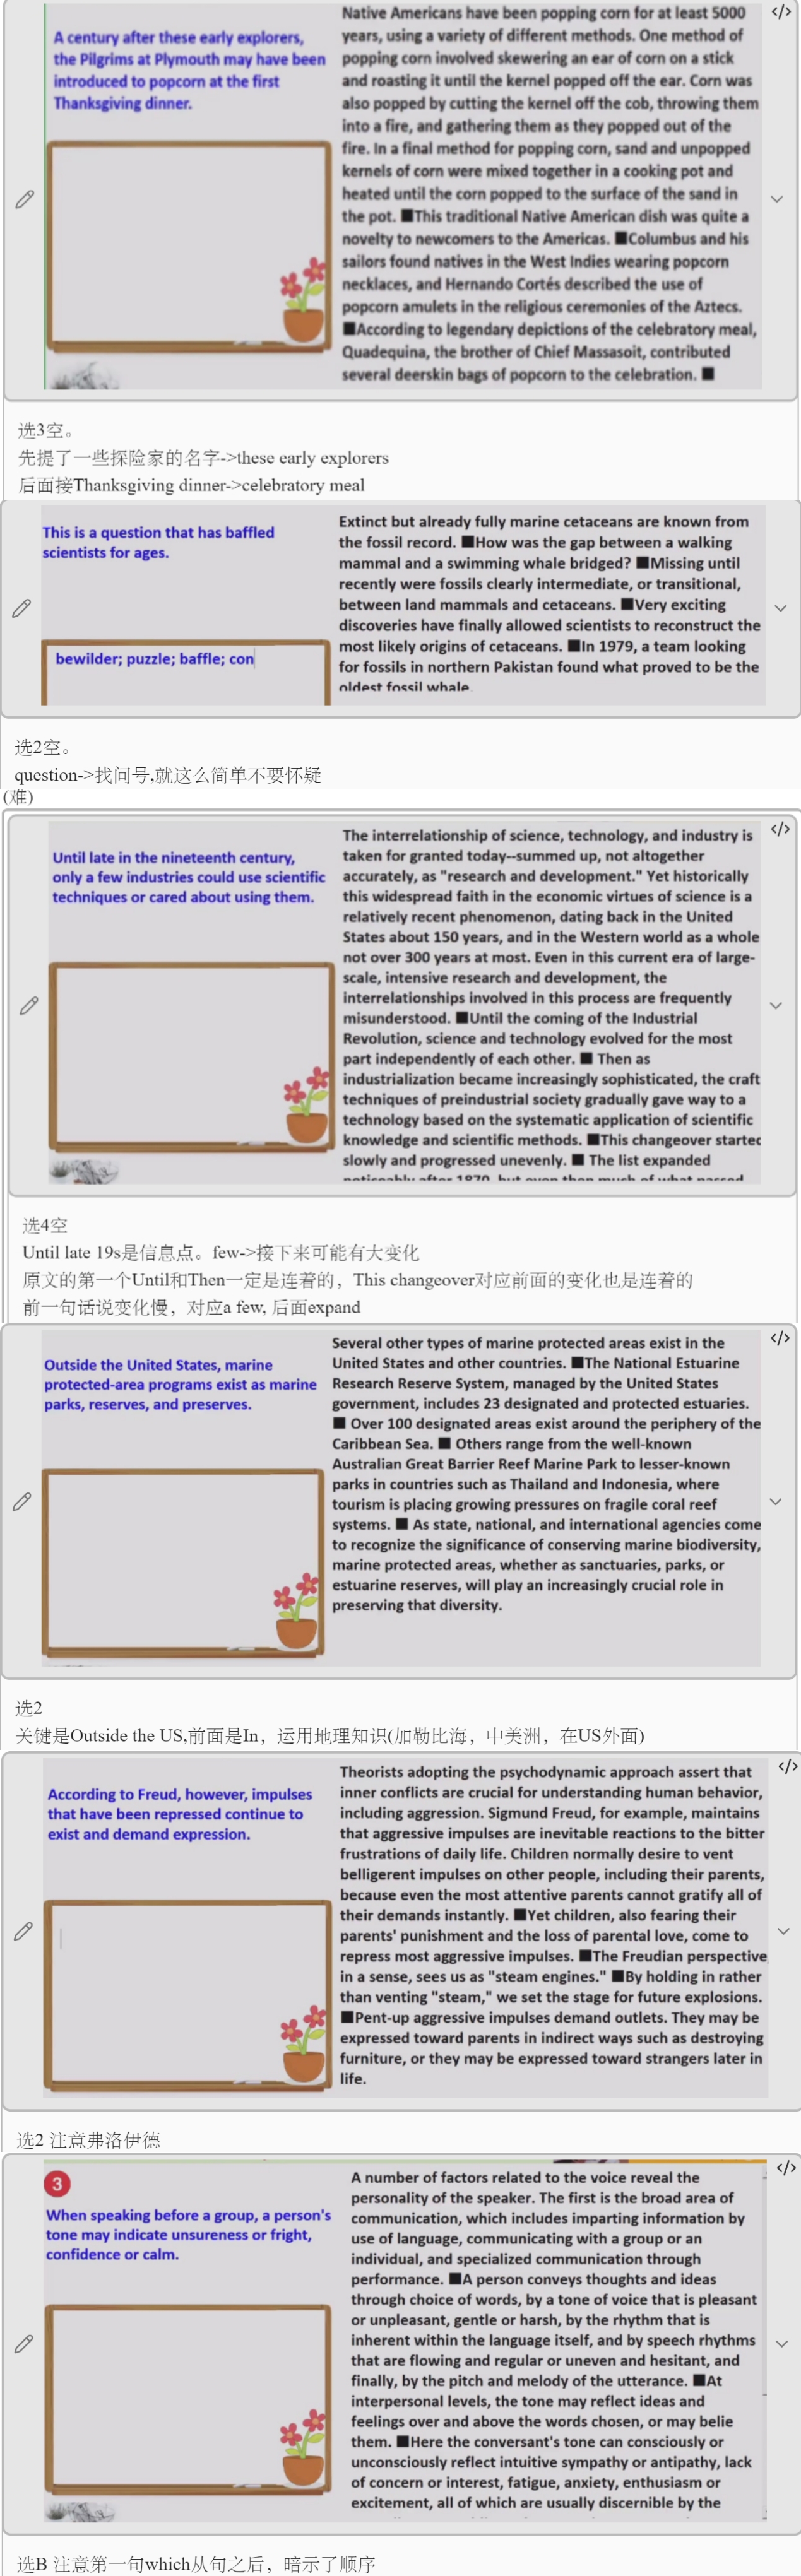 A century after these early explorers,
the Pilgrims at Plymouth may have been
introduced to popcorn at the first
Thanksgiving dinner.
Native Americans have been popping corn for at least 5000
years, using a variety of different methods. One method of
popping corn involved skewering an ear of corn on a stick
and roasting it until the kernel popped off the ear. Corn was
also popped by cutting the kernel off the cob, throwing them
into a fire, and gathering them as they popped out of the
fire. In a final method for popping corn, sand and unpopped
kernels of corn were mixed together in a cooking pot and
heated until the corn popped to the surface of the sand in
the pot. ■This traditional Native American dish was quite a
novelty to newcomers to the Americas. ■Columbus and his
sailors found natives in the West Indies wearing popcorn
necklaces, and Hernando Cortés described the use of
popcorn amulets in the religious ceremonies of the Aztecs.
■According to legendary depictions of the celebratory meal,
Quadequina, the brother of Chief Massasoit, contributed
several deerskin bags of popcorn to the celebration. ■
选3空。
先提了一些探险家的名字->these early explorers
后面接Thanksgiving dinner->celebratory meal
This is a question that has baffled
scientists for ages.
bewilder; puzzle; baffle; con
Extinct but already fully marine cetaceans are known from
the fossil record. ■How was the gap between a walking
mammal and a swimming whale bridged? ■Missing until
recently were fossils clearly intermediate, or transitional,
between land mammals and cetaceans. ■Very exciting
discoveries have finally allowed scientists to reconstruct the
most likely origins of cetaceans. ■In 1979, a team looking
for fossils in northern Pakistan found what proved to be the
oldest fossil whale.
选2空。
question->找问号,就这么简单不要怀疑
(难)
Until late in the nineteenth century,
only a few industries could use scientific
techniques or cared about using them.
The interrelationship of science, technology, and industry is
taken for granted today--summed up, not altogether
accurately, as "research and development." Yet historically
this widespread faith in the economic virtues of science is a
relatively recent phenomenon, dating back in the United
States about 150 years, and in the Western world as a whole
not over 300 years at most. Even in this current era of large-
scale, intensive research and development, the
interrelationships involved in this process are frequently
misunderstood. ■Until the coming of the Industrial
Revolution, science and technology evolved for the most
part independently of each other. ■ Then as
industrialization became increasingly sophisticated, the craft
techniques of preindustrial society gradually gave way to a
technology based on the systematic application of scientific
knowledge and scientific methods. ■This changeover started
slowly and progressed unevenly. ■ The list expanded
noticeably after 1870, but even then much of what passed
选4空
Until late 19s是信息点。few->接下来可能有大变化
原文的第一个Until和Then一定是连着的，This changeover对应前面的变化也是连着的
前一句话说变化慢，对应a few, 后面expand
Outside the United States, marine
protected-area programs exist as marine
parks, reserves, and preserves.
Several other types of marine protected areas exist in the
United States and other countries. ■The National Estuarine
Research Reserve System, managed by the United States
government, includes 23 designated and protected estuaries.
■ Over 100 designated areas exist around the periphery of the
Caribbean Sea. ■ Others range from the well-known
Australian Great Barrier Reef Marine Park to lesser-known
parks in countries such as Thailand and Indonesia, where
tourism is placing growing pressures on fragile coral reef
systems. ■ As state, national, and international agencies come
to recognize the significance of conserving marine biodiversity,
marine protected areas, whether as sanctuaries, parks, or
estuarine reserves, will play an increasingly crucial role in
preserving that diversity.
选2
关键是Outside the US,前面是In，运用地理知识(加勒比海，中美洲，在US外面)
According to Freud, however, impulses
that have been repressed continue to
exist and demand expression.
Theorists adopting the psychodynamic approach assert that
inner conflicts are crucial for understanding human behavior,
including aggression. Sigmund Freud, for example, maintains
that aggressive impulses are inevitable reactions to the bitter
frustrations of daily life. Children normally desire to vent
belligerent impulses on other people, including their parents,
because even the most attentive parents cannot gratify all of
their demands instantly. ■Yet children, also fearing their
parents' punishment and the loss of parental love, come to
repress most aggressive impulses. ■The Freudian perspective
in a sense, sees us as "steam engines." ■By holding in rather
than venting "steam," we set the stage for future explosions.
■Pent-up aggressive impulses demand outlets. They may be
expressed toward parents in indirect ways such as destroying
furniture, or they may be expressed toward strangers later in
life.
选2 注意弗洛伊德
3
When speaking before a group, a person's
tone may indicate unsureness or fright,
confidence or calm.
A number of factors related to the voice reveal the
personality of the speaker. The first is the broad area of
communication, which includes imparting information by
use of language, communicating with a group or an
individual, and specialized communication through
performance. ■A person conveys thoughts and ideas
through choice of words, by a tone of voice that is pleasant
or unpleasant, gentle or harsh, by the rhythm that is
inherent within the language itself, and by speech rhythms
that are flowing and regular or uneven and hesitant, and
finally, by the pitch and melody of the utterance. ■At
interpersonal levels, the tone may reflect ideas and
feelings over and above the words chosen, or may belie
them. ■Here the conversant's tone can consciously or
unconsciously reflect intuitive sympathy or antipathy, lack
of concern or interest, fatigue, anxiety, enthusiasm or
excitement, all of which are usually discernible by the
选B 注意第一句which从句之后，暗示了顺序